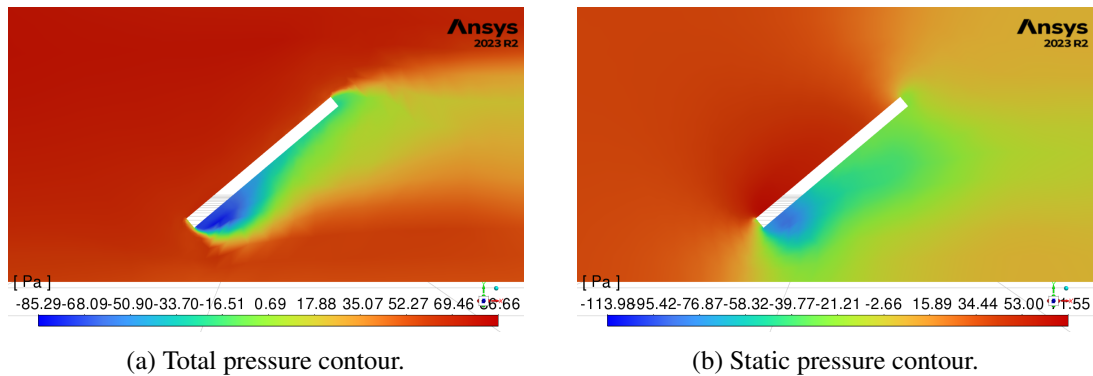 Ansys
2023 R2
[ Pa ]
-85.29-68.09-50.90-33.70-16.51 0.69 17.88 35.07 52.27 69.46
(a) Total pressure contour.
Ansys
2023 R2
[ Pa ]
-113.98-95.42-76.87-58.32-39.77-21.21 -2.66 15.89 34.44 53.00
(b) Static pressure contour.